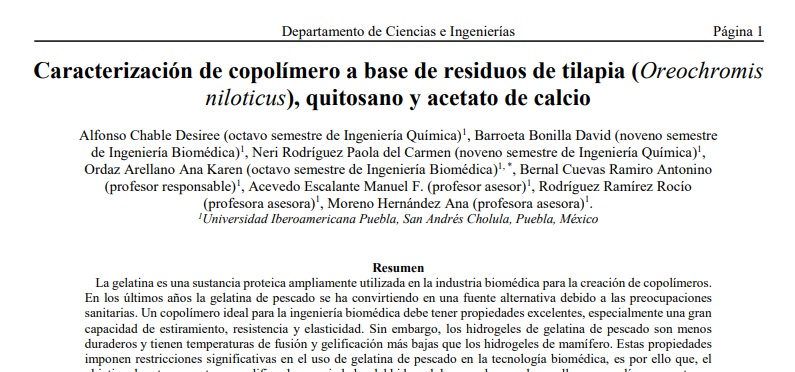 Departamento de Ciencias e Ingenierías Página 1
Caracterización de copolímero a base de residuos de tilapia (Oreochromis
niloticus), quitosano y acetato de calcio
Alfonso Chable Desiree (octavo semestre de Ingeniería Química)1, Barroeta Bonilla David (noveno semestre
de Ingeniería Biomédica)1, Neri Rodríguez Paola del Carmen (noveno semestre de Ingeniería Química)1,
Ordaz Arellano Ana Karen (octavo semestre de Ingeniería Biomédica)1, *, Bernal Cuevas Ramiro Antonino
(profesor responsable)1, Acevedo Escalante Manuel F. (profesor asesor)1, Rodríguez Ramírez Rocío
(profesora asesora)1, Moreno Hernández Ana (profesora asesora)1.
1Universidad Iberoamericana Puebla, San Andrés Cholula, Puebla, México
Resumen
La gelatina es una sustancia proteica ampliamente utilizada en la industria biomédica para la creación de copolímeros.
En los últimos años la gelatina de pescado se ha convirtiendo en una fuente alternativa debido a las preocupaciones
sanitarias. Un copolímero ideal para la ingeniería biomédica debe tener propiedades excelentes, especialmente una gran
capacidad de estiramiento, resistencia y elasticidad. Sin embargo, los hidrogeles de gelatina de pescado son menos
duraderos y tienen temperaturas de fusión y gelificación más bajas que los hidrogeles de mamífero. Estas propiedades
imponen restricciones significativas en el uso de gelatina de pescado en la tecnología biomédica, es por ello que, el